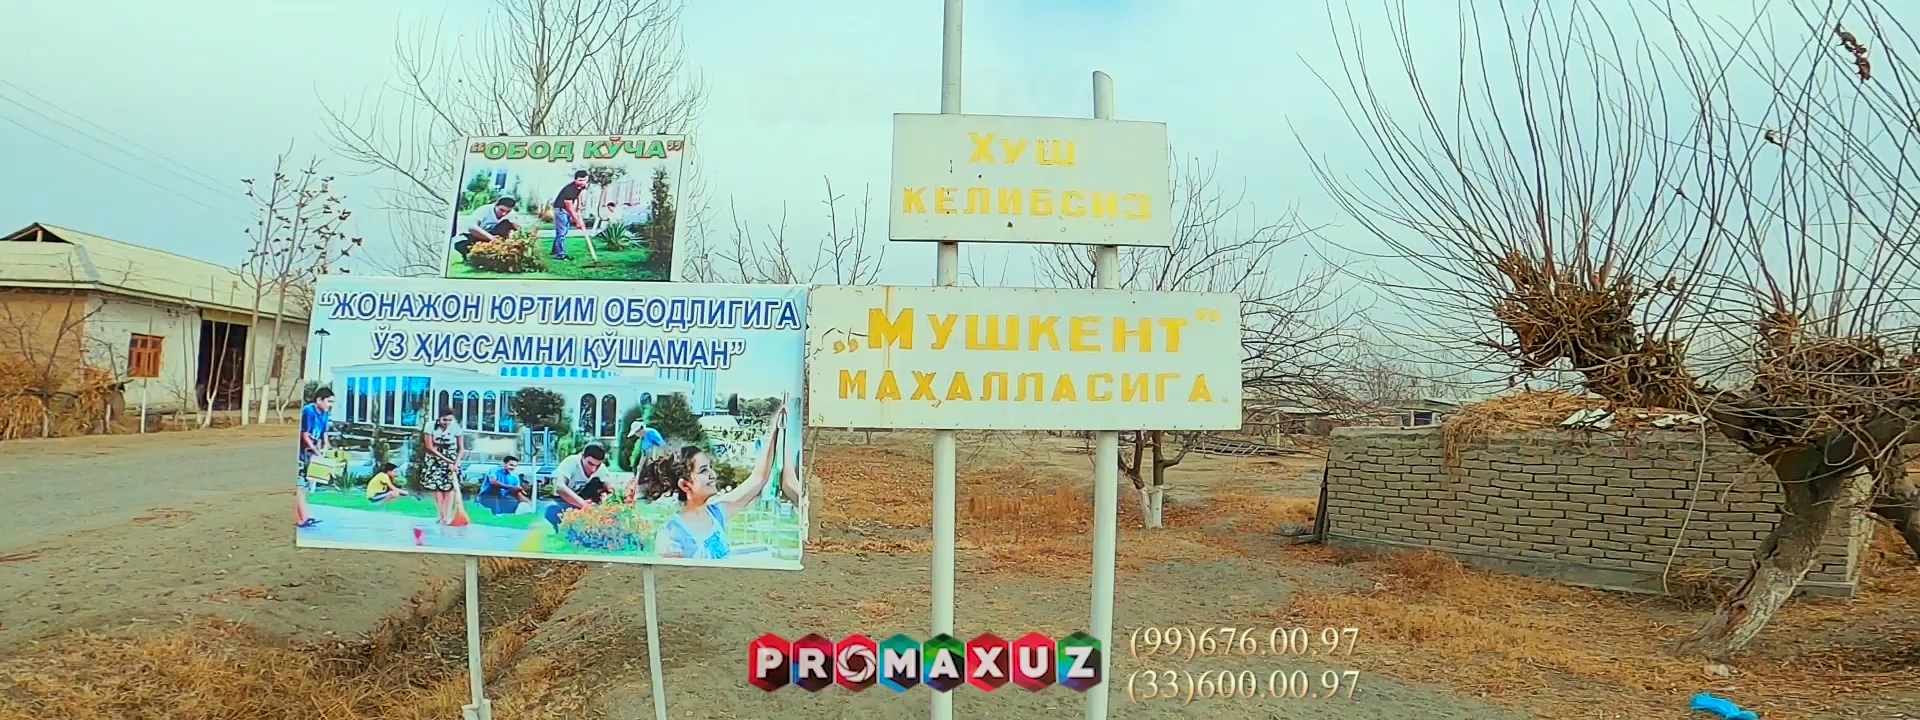 “ОБОД КЎЧА”
“ЖОНАЖОН ЮРТИМ ОБОДЛИГИГА
ЎЗ ҲИССАМНИ ҚЎШАМАН”
ХУШ
КЕЛИБСИЗ
„МУШКЕНТ“
МАҲАЛЛАСИГА.
PROMAXUZ
(99)676.00.97
(33)600.00.97